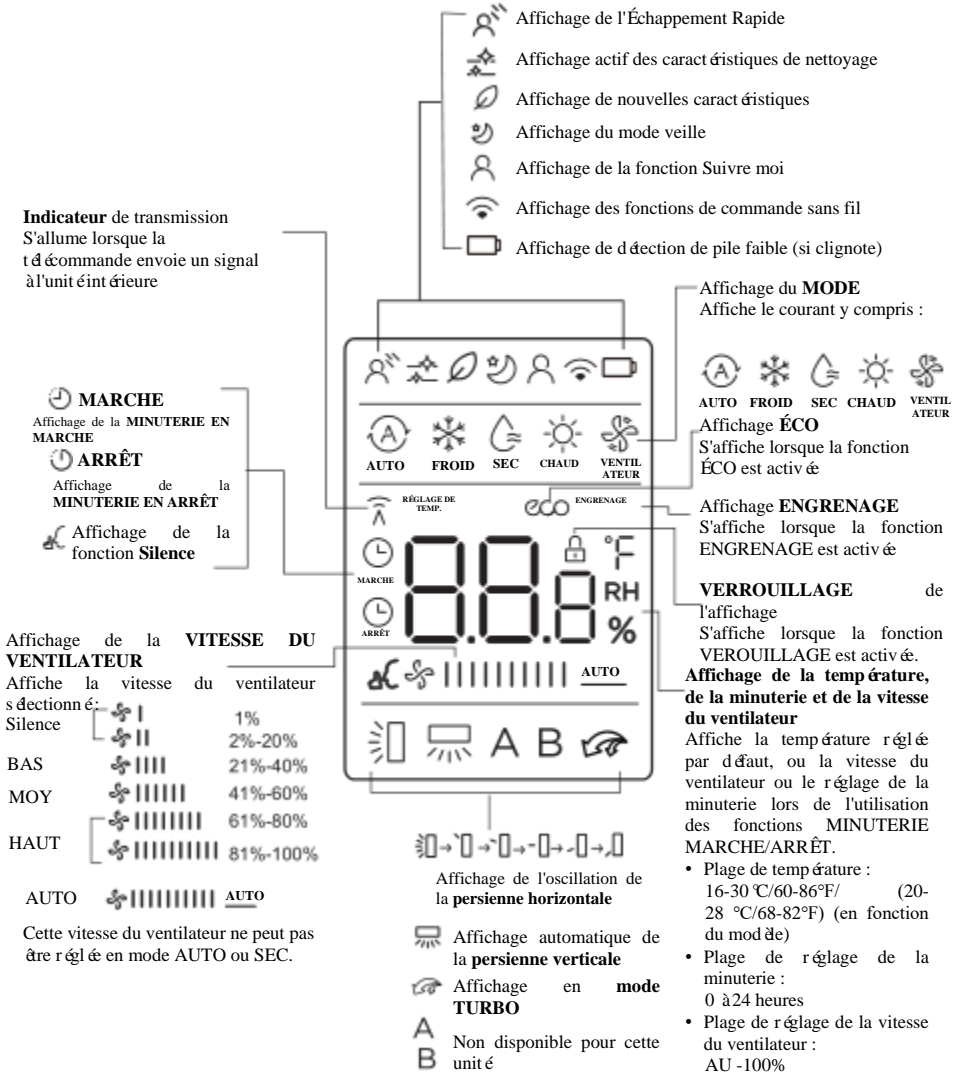 Affichage de l'Échappement Rapide
Affichage actif des caractéristiques de nettoyage
Affichage de nouvelles caractéristiques
Affichage du mode veille
Affichage de la fonction Suivre moi
Affichage des fonctions de commande sans fil
Affichage de détection de pile faible (si clignote)
Indicateur de transmission
S'allume lorsque la
télécommande envoie un signal
à l'unité intérieure
MARCHE
Affichage de la MINUTERIE EN
MARCHE
ARRÊT
Affichage de la
MINUTERIE EN ARRÊT
Affichage de la
fonction Silence
Affichage de la VITESSE DU
VENTILATEUR
Affiche la vitesse du ventilateur
sélectionné:
Silence
1%
2%-20%
BAS 21%-40%
MOY 41%-60%
HAUT
61%-80%
81%-100%
AUTO AUTO
Cette vitesse du ventilateur ne peut pas
être réglée en mode AUTO ou SEC.
A
AUTO FROID SEC CHAUD VENTIL
ATEUR
RÉGLAGE DE
TEMP.
eco ENGRENAGE
MARCHE
ARRÊT
88.8
°F
RH
%
AUTO
A B
Affichage de l'oscillation de
la persienne horizontale
Affichage automatique de
la persienne verticale
Affichage en mode
TURBO
A
B
Non disponible pour cette
unité
Affichage du MODE
Affiche le courant y compris :
A
AUTO FROID SEC CHAUD VENTIL
ATEUR
Affichage ÉCO
S'affiche lorsque la fonction
ÉCO est activée
Affichage ENGRENAGE
S'affiche lorsque la fonction
ENGRENAGE est activée
VERROUILLAGE de
l'affichage
S'affiche lorsque la fonction
VEROUILLAGE est activée.
Affichage de la température,
de la minuterie et de la vitesse
du ventilateur
Affiche la température réglée
par défaut, ou la vitesse du
ventilateur ou le réglage de la
minuterie lors de l'utilisation
des fonctions MINUTERIE
MARCHE/ARRÊT.
• Plage de température :
16-30 °C/60-86°F/ (20-
28 °C/68-82°F) (en fonction
du modèle)
• Plage de réglage de la
minuterie :
0 à 24 heures
• Plage de réglage de la vitesse
du ventilateur :
AU -100%